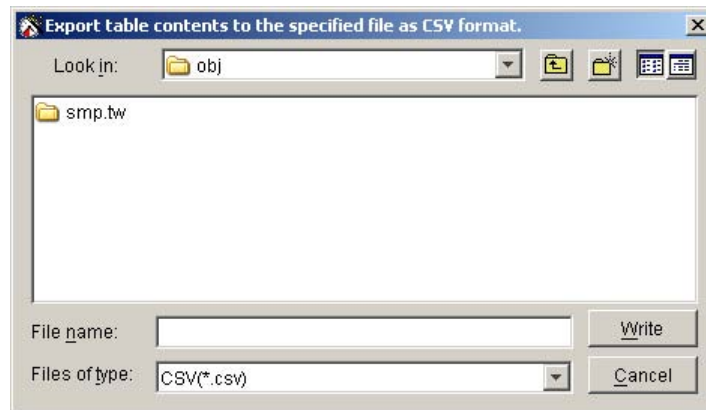 Export table contents to the specified file as CSV format.
Look in: obj
smp.tw
File name: Write
Files of type: CSV(*.csv) Cancel